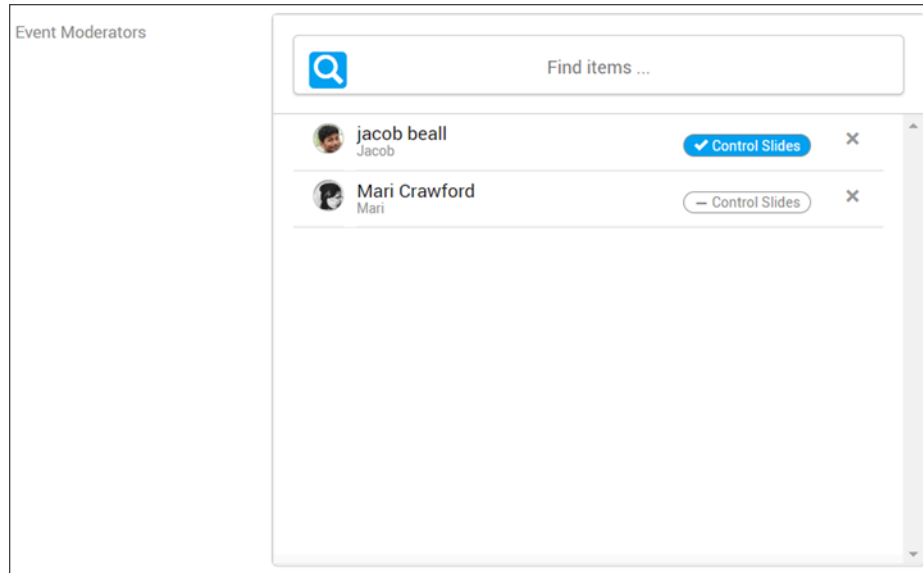 Event Moderators
Find items ...
jacob beall
Jacob
Control Slides
Mari Crawford
Mari
Control Slides